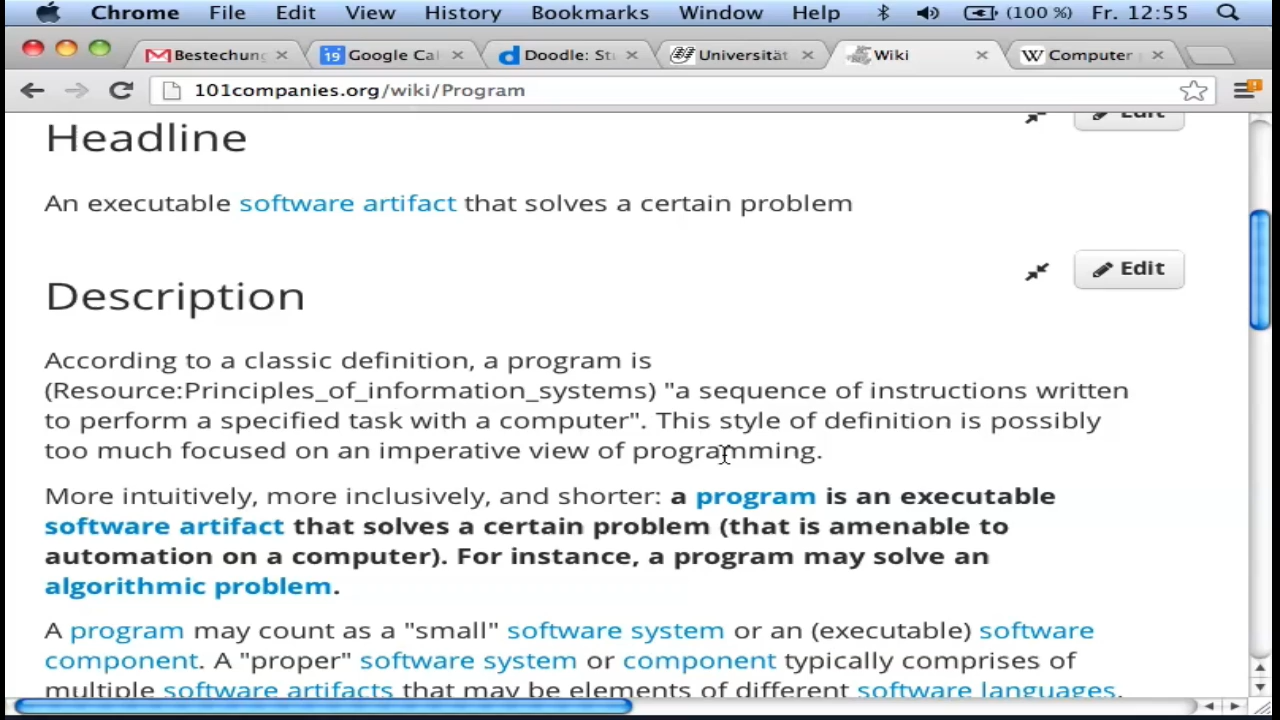 Chrome File Edit View History Bookmarks Window Help (100 %) Fr. 12:55
Bestechung Google Cal Doodle: Stu Universität Wiki Computer
101companies.org/wiki/Program
Headline
Edit
An executable software artifact that solves a certain problem
Edit
Description
According to a classic definition, a program is
(Resource:Principles_of_information_systems) "a sequence of instructions written
to perform a specified task with a computer". This style of definition is possibly
too much focused on an imperative view of programming.
More intuitively, more inclusively, and shorter: a program is an executable
software artifact that solves a certain problem (that is amenable to
automation on a computer). For instance, a program may solve an
algorithmic problem.
A program may count as a "small" software system or an (executable) software
component. A "proper" software system or component typically comprises of
multiple software artifacts that may be elements of different software languages.